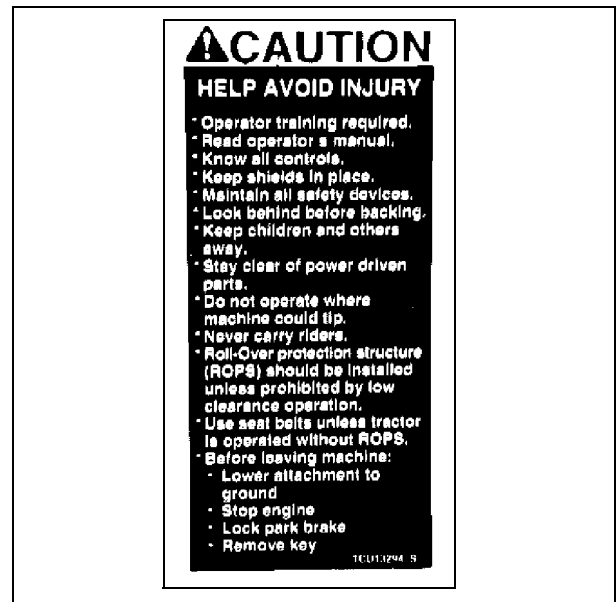 ⚠CAUTION
HELP AVOID INJURY
* Operator training required.
* Read operator s manual.
* Know all controls.
* Keep shields in place.
* Maintain all safety devices.
* Look behind before backing.
* Keep children and others
away.
* Stay clear of power driven
parts.
* Do not operate where
machine could tip.
* Never carry riders.
* Roll-Over protection structure
(ROPS) should be installed
unless prohibited by low
clearance operation.
* Use seat belts unless tractor
is operated without ROPS.
* Before leaving machine:
· Lower attachment to
ground
· Stop engine
· Lock park brake
· Remove key
TCU13294 S